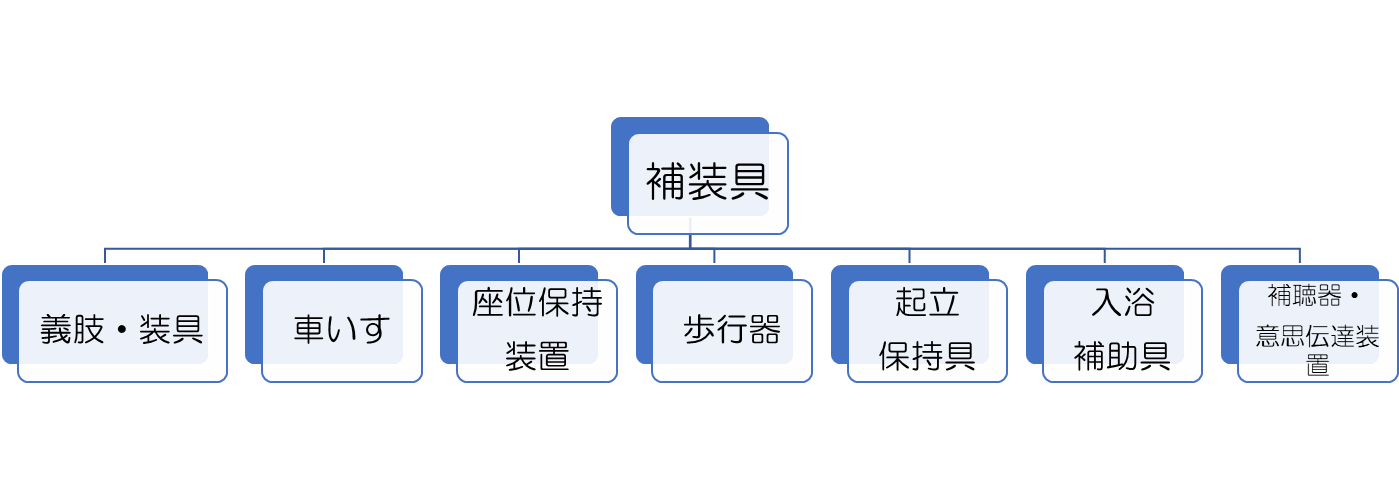 補装具
義肢・装具
車いす
座位保持
装置
歩行器
起立
保持具
入浴
補助具
補聴器・
意思伝達装
置